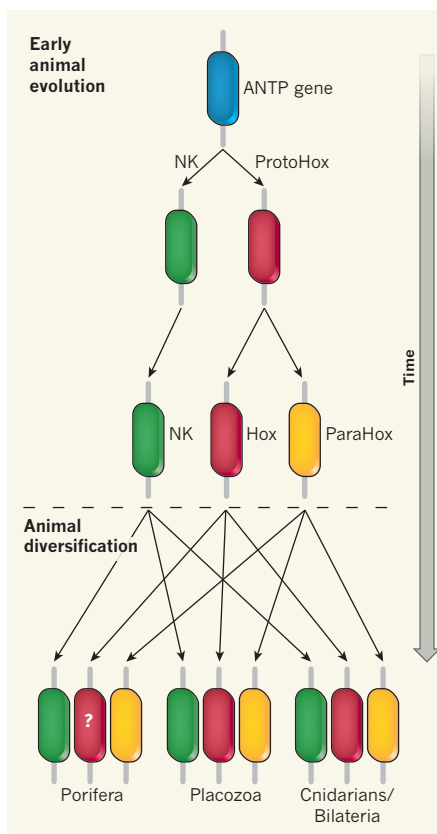 Early
animal
evolution
ANTP gene
NK
ProtoHox
Time
NK
Hox
ParaHox
Animal
diversification
?
Porifera
Placozoa
Cnidarians/
Bilateria